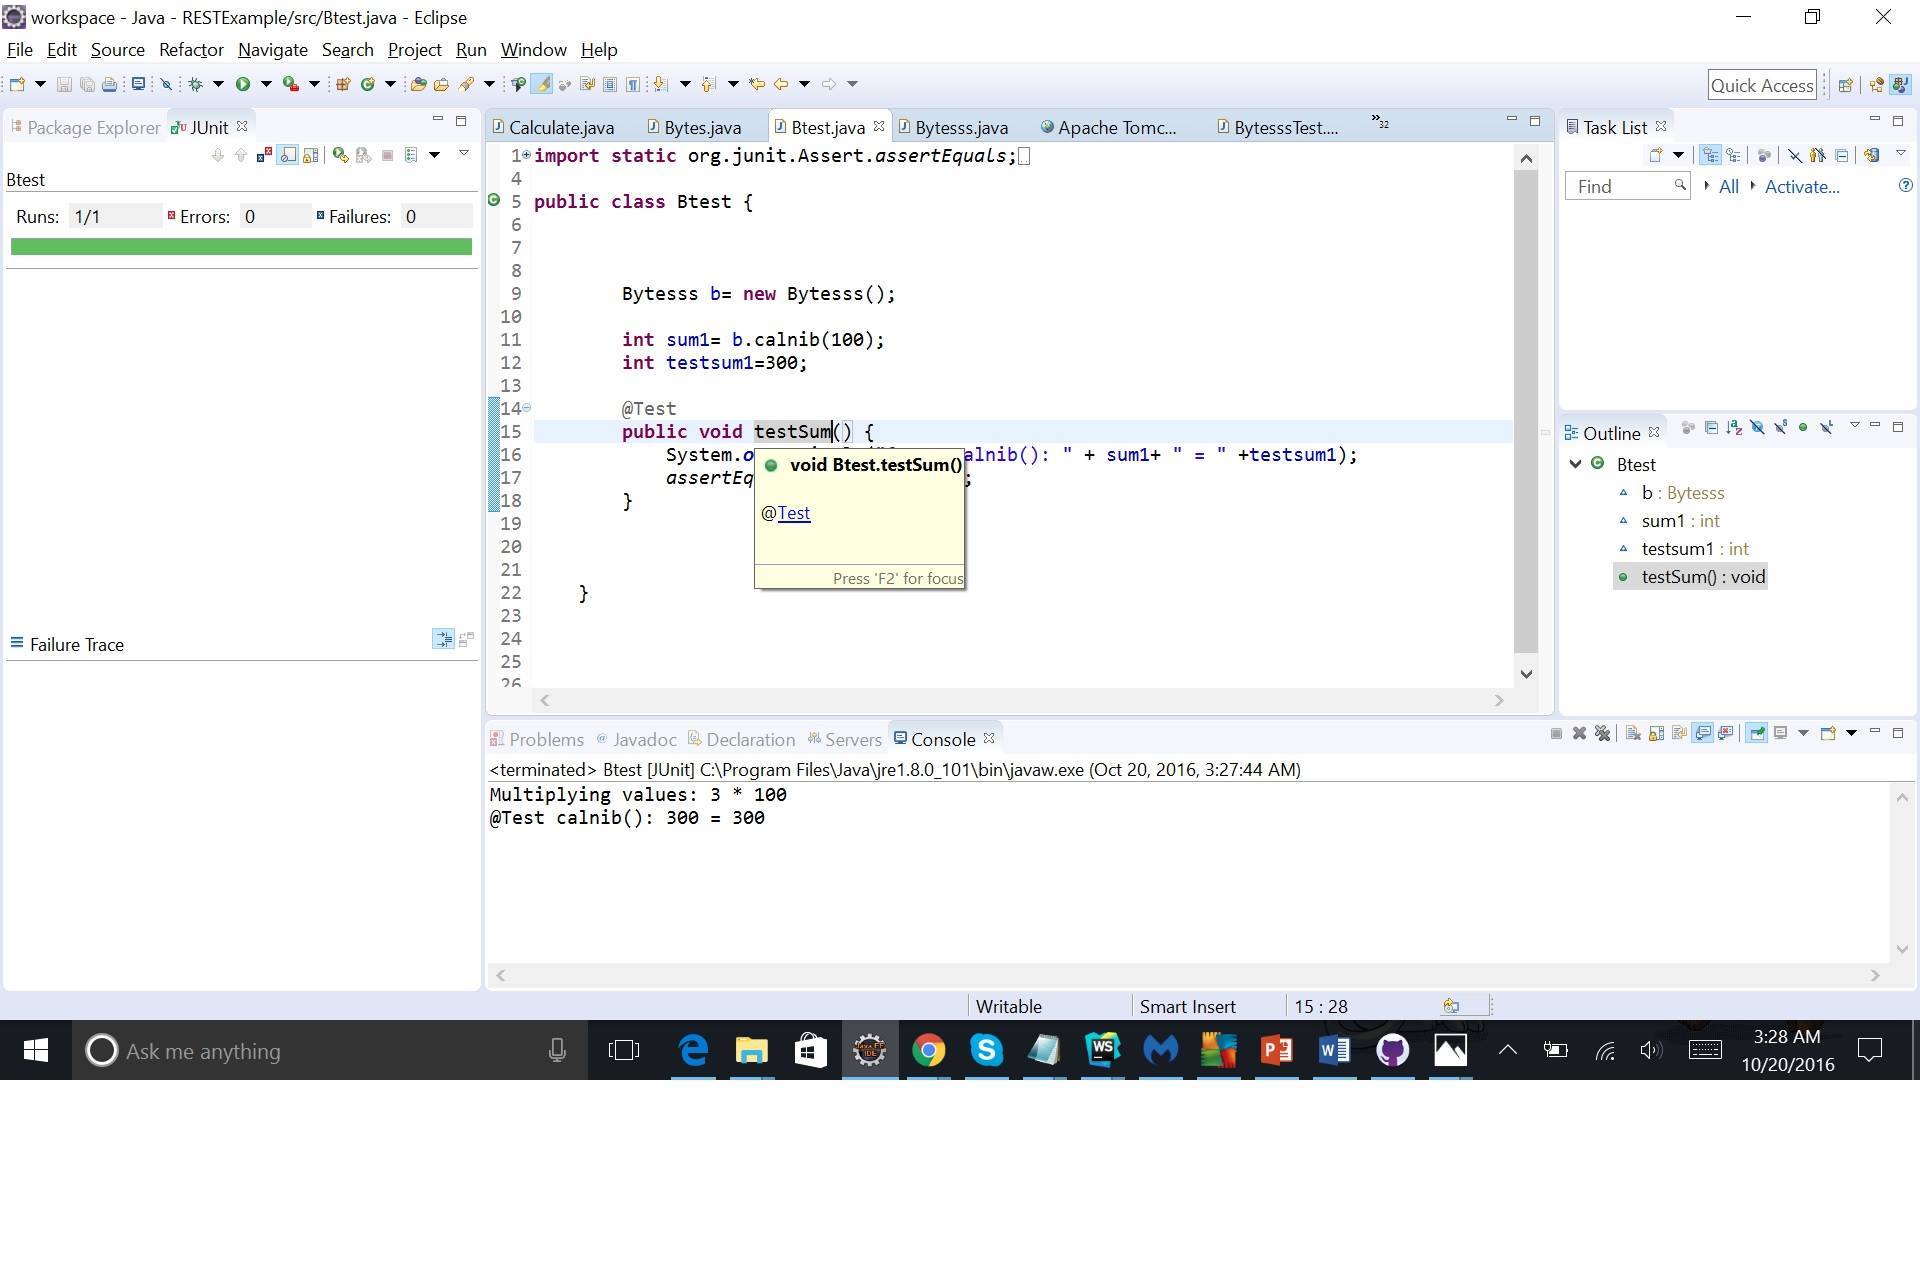 workspace - Java - RESTExample/src/Btest.java - Eclipse
File Edit Source Refactor Navigate Search Project Run Window Help
Quick Access
Package Explorer JUnit
Btest
Runs: 1/1 Errors: 0 Failures: 0
Failure Trace
Calculate.java Bytes.java Btest.java Bytesss.java Apache Tomc... BytesssTest.... »32
1 import static org.junit.Assert.assertEquals;
4
5 public class Btest {
6
7
8
9 Bytesss b= new Bytesss();
10
11 int sum1= b.calnib(100);
12 int testsum1=300;
13
14 @Test
15 public void testSum() {
16 System.o alnib(): " + sum1+ " = " +testsum1);
17 assertEq ;
18 }
19
20
21
22 }
23
24
25
26
void Btest.testSum()
@Test
Press 'F2' for focus
Task List
Find All Activate...
Outline
Btest
b : Bytesss
sum1 : int
testsum1 : int
testSum() : void
Problems @ Javadoc Declaration Servers Console
<terminated> Btest [JUnit] C:\Program Files\Java\jre1.8.0_101\bin\javaw.exe (Oct 20, 2016, 3:27:44 AM)
Multiplying values: 3 * 100
@Test calnib(): 300 = 300
Writable Smart Insert 15 : 28
Ask me anything
3:28 AM
10/20/2016